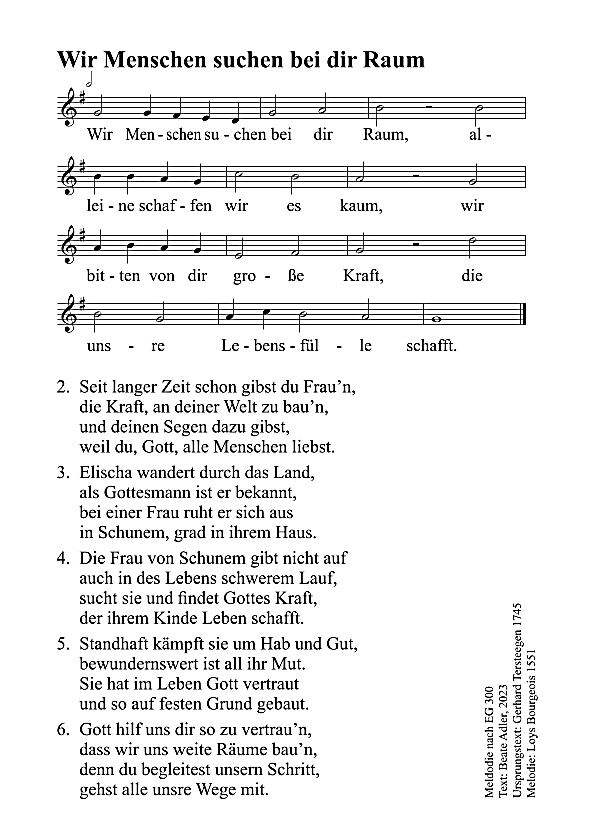 Wir Menschen suchen bei dir Raum
Wir Men - schen su - chen bei dir Raum, al -
lei - ne schaf - fen wir es kaum, wir
bit - ten von dir gro - ße Kraft, die
uns - re Le - bens - fül - le schafft.
2. Seit langer Zeit schon gibst du Frau’n,
die Kraft, an deiner Welt zu bau’n,
und deinen Segen dazu gibst,
weil du, Gott, alle Menschen liebst.
3. Elischa wandert durch das Land,
als Gottesmann ist er bekannt,
bei einer Frau ruht er sich aus
in Schunem, grad in ihrem Haus.
4. Die Frau von Schunem gibt nicht auf
auch in des Lebens schwerem Lauf,
sucht sie und findet Gottes Kraft,
der ihrem Kinde Leben schafft.
5. Standhaft kämpft sie um Hab und Gut,
bewundernswert ist all ihr Mut.
Sie hat im Leben Gott vertraut
und so auf festen Grund gebaut.
6. Gott hilf uns dir so zu vertrau’n,
dass wir uns weite Räume bau’n,
denn du begleitest unsern Schritt,
gehst alle unsre Wege mit.
Meldodie nach EG 300
Text: Beate Adler, 2023
Ursprungstext: Gerhard Tersteegen 1745
Melodie: Loys Bourgeois 1551